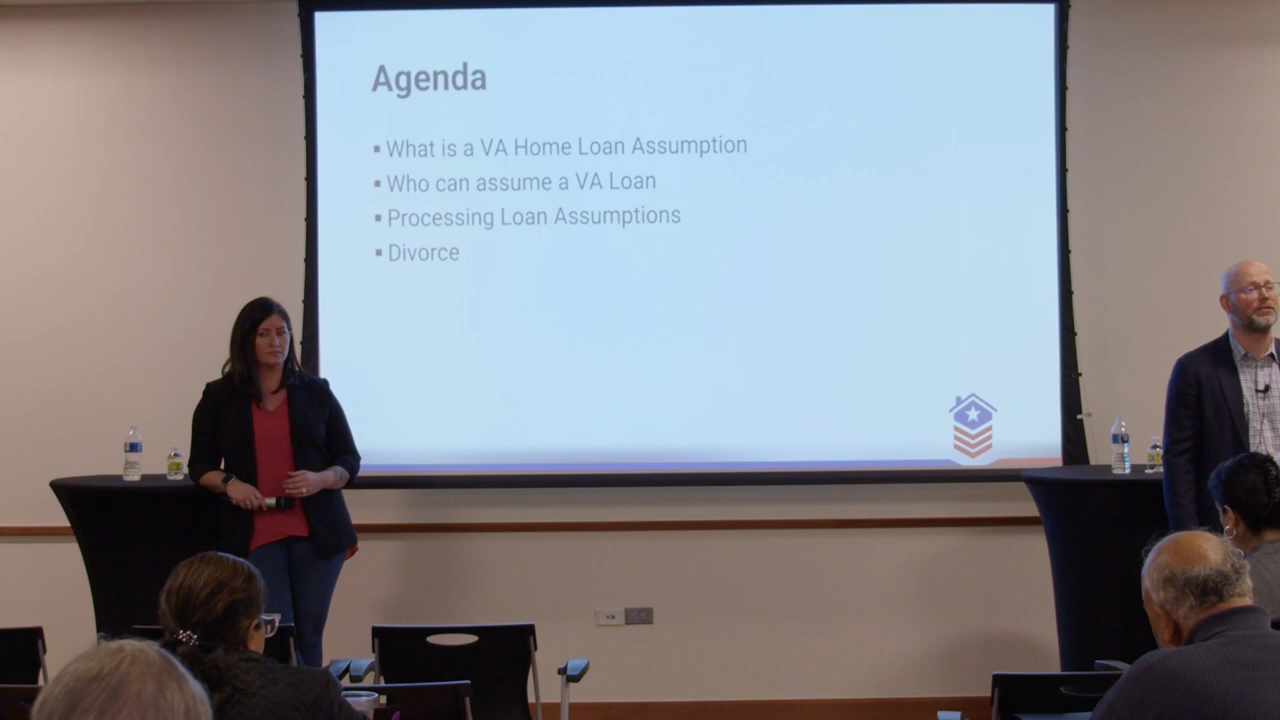 Agenda
▪ What is a VA Home Loan Assumption
▪ Who can assume a VA Loan
▪ Processing Loan Assumptions
▪ Divorce